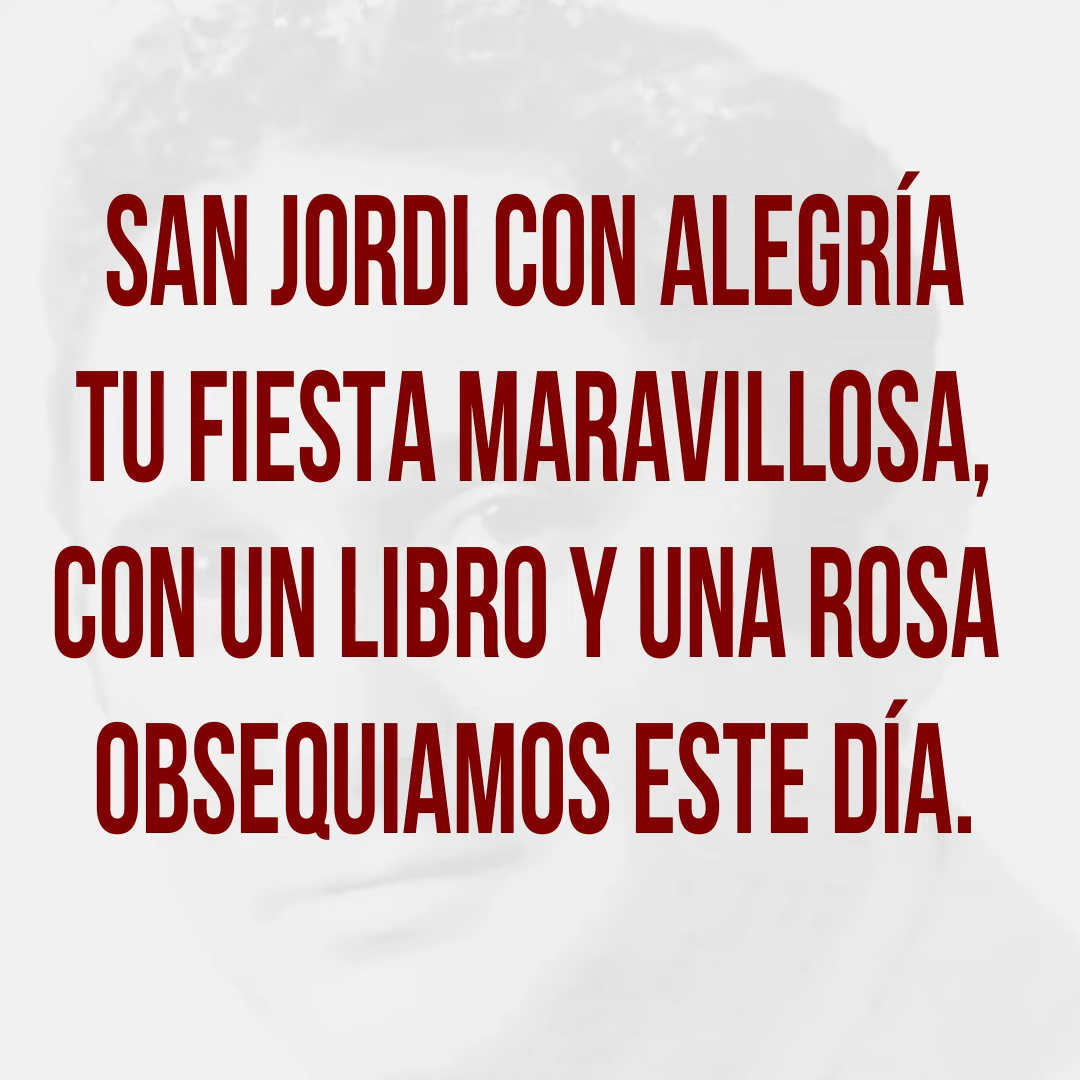 SAN JORDI CON ALEGRÍA
TU FIESTA MARAVILLOSA,
CON UN LIBRO Y UNA ROSA
OBSEQUIAMOS ESTE DÍA.